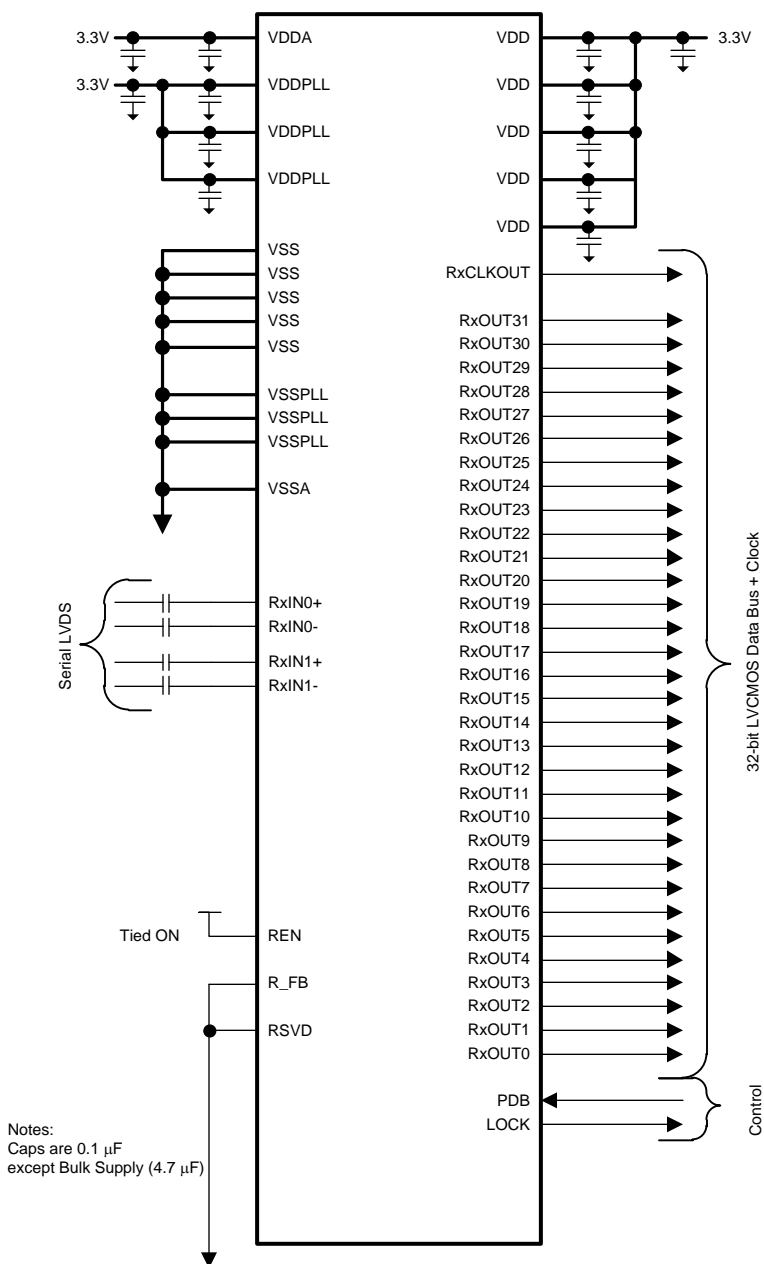 3.3V
VDDA
VDD
3.3V
3.3V
VDDPLL
VDD
VDDPLL
VDD
VDDPLL
VDD
VDD
VSS
VSS
VSS
VSS
VSS
VSSPLL
VSSPLL
VSSPLL
VSSA
Serial LVDS
RxIN0+
RxIN0-
RxIN1+
RxIN1-
Tied ON
REN
R_FB
RSVD
RxCLKOUT
RxOUT31
RxOUT30
RxOUT29
RxOUT28
RxOUT27
RxOUT26
RxOUT25
RxOUT24
RxOUT23
RxOUT22
RxOUT21
RxOUT20
RxOUT19
RxOUT18
RxOUT17
RxOUT16
RxOUT15
RxOUT14
RxOUT13
RxOUT12
RxOUT11
RxOUT10
RxOUT9
RxOUT8
RxOUT7
RxOUT6
RxOUT5
RxOUT4
RxOUT3
RxOUT2
RxOUT1
RxOUT0
32-bit LVCMOS Data Bus + Clock
PDB
LOCK
Control
Notes:
Caps are 0.1 μF
except Bulk Supply (4.7 μF)